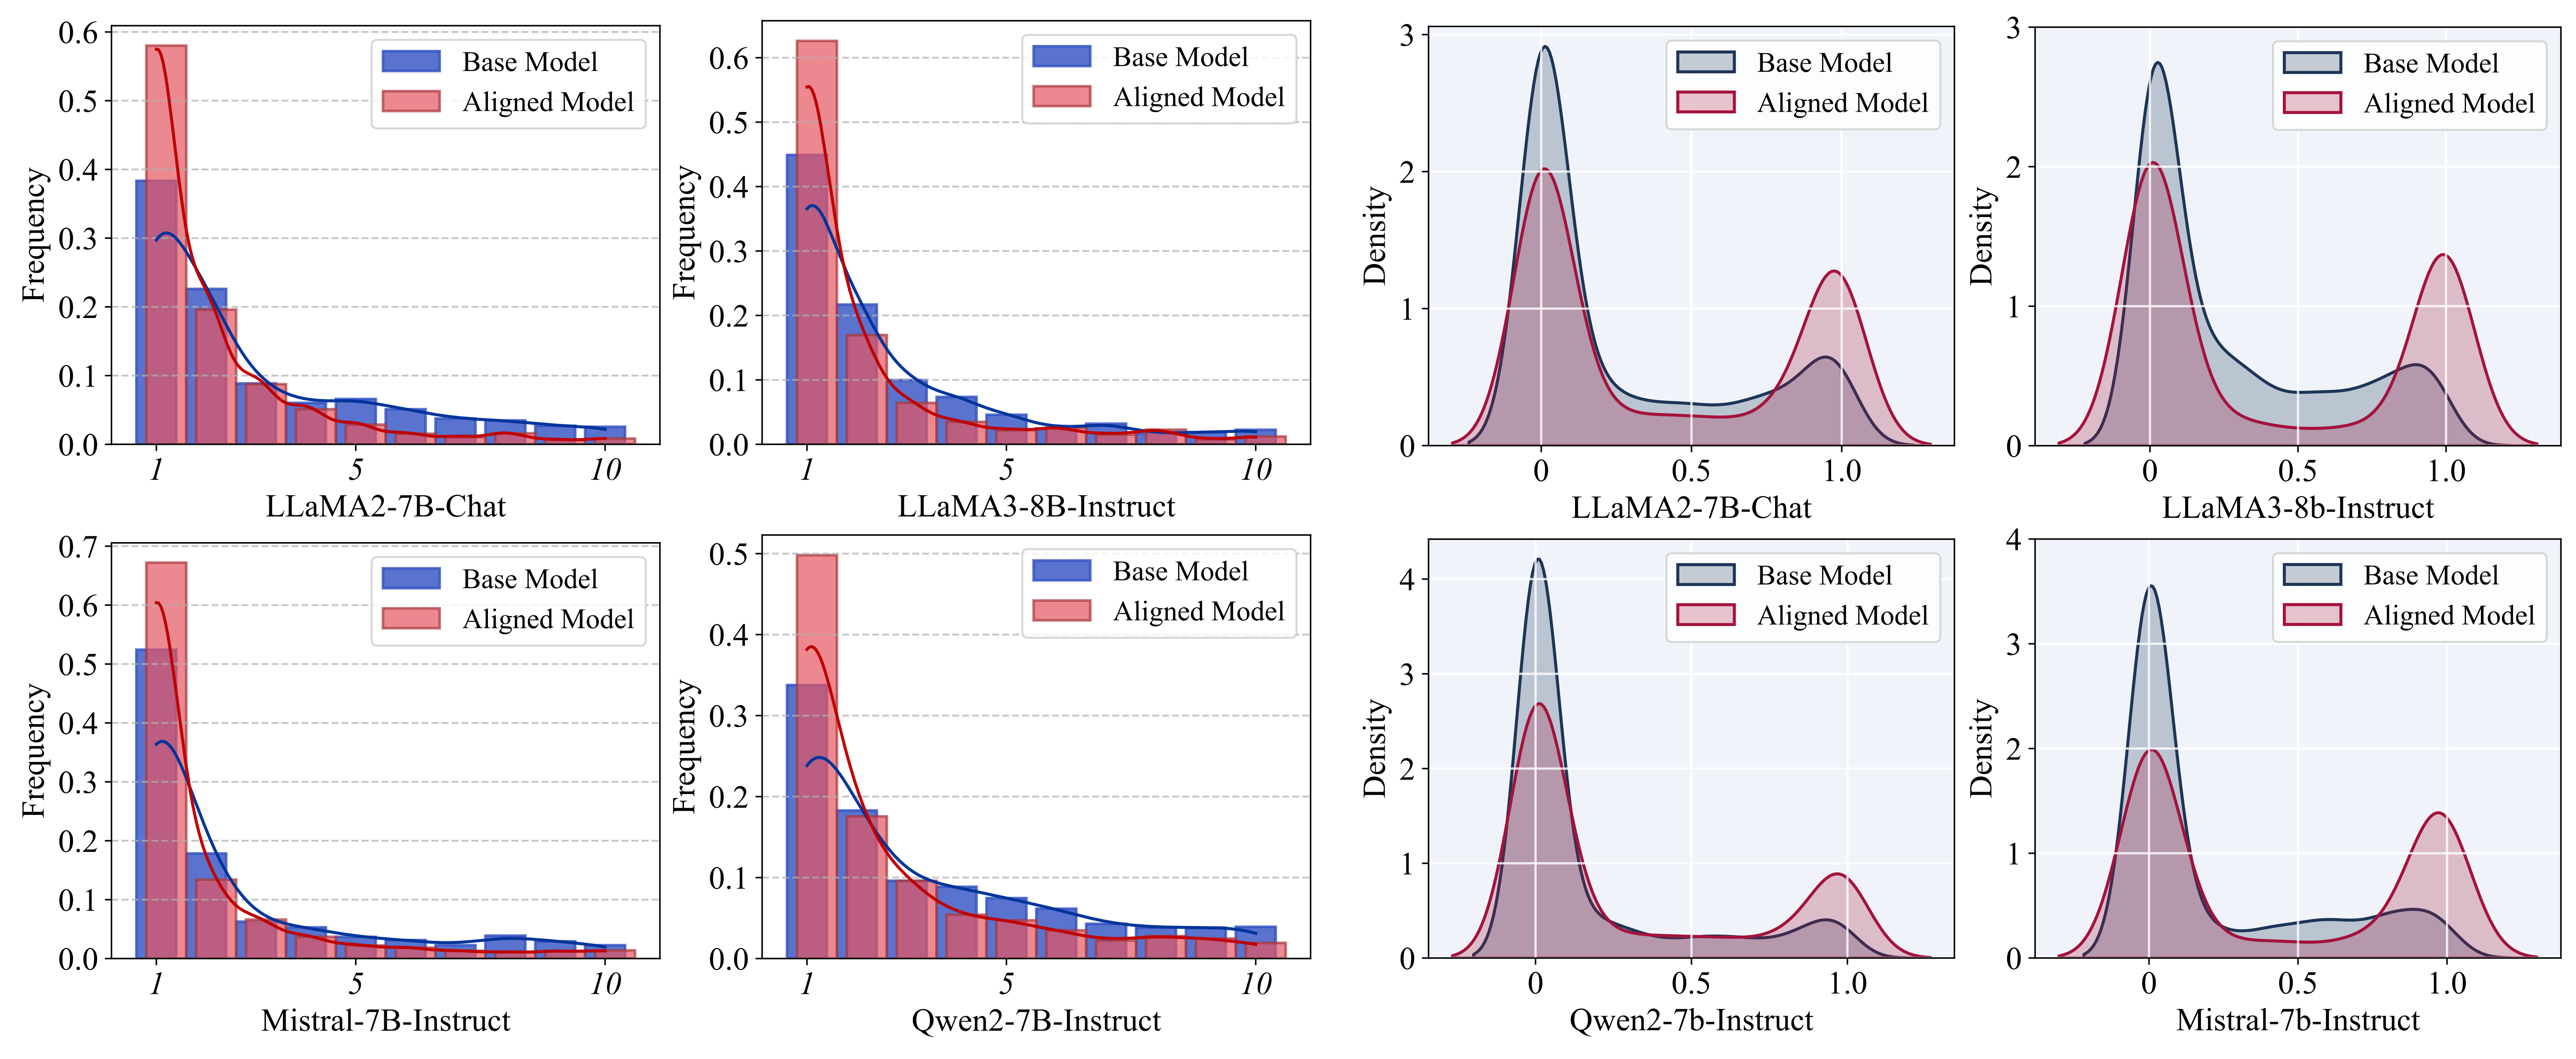 0.6
0.5
0.4
0.3
0.2
0.1
0.0
Frequency
Base Model
Aligned Model
1 5 10
LLaMA2-7B-Chat
0.6
0.5
0.4
0.3
0.2
0.1
0.0
Frequency
Base Model
Aligned Model
1 5 10
LLaMA3-8B-Instruct
3
2
1
0
Density
Base Model
Aligned Model
0 0.5 1.0
LLaMA2-7B-Chat
3
2
1
0
Density
Base Model
Aligned Model
0 0.5 1.0
LLaMA3-8b-Instruct
0.7
0.6
0.5
0.4
0.3
0.2
0.1
0.0
Frequency
Base Model
Aligned Model
1 5 10
Mistral-7B-Instruct
0.5
0.4
0.3
0.2
0.1
0.0
Frequency
Base Model
Aligned Model
1 5 10
Qwen2-7B-Instruct
4
3
2
1
0
Density
Base Model
Aligned Model
0 0.5 1.0
Qwen2-7b-Instruct
4
3
2
1
0
Density
Base Model
Aligned Model
0 0.5 1.0
Mistral-7b-Instruct